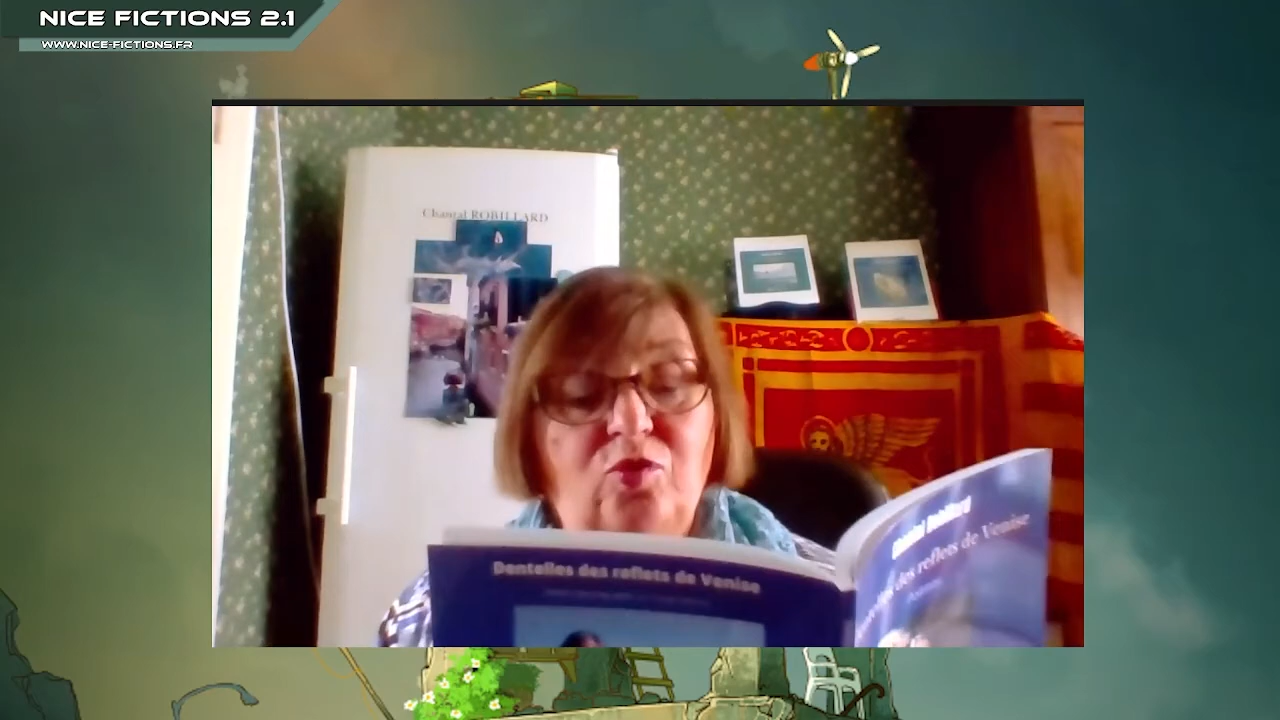 NICE FICTIONS 2.1
WWW.NICE-FICTIONS.FR
Chantal ROBILLARD
Dentelles des reflets de Venise
Chantal Robillard
des reflets de Venise